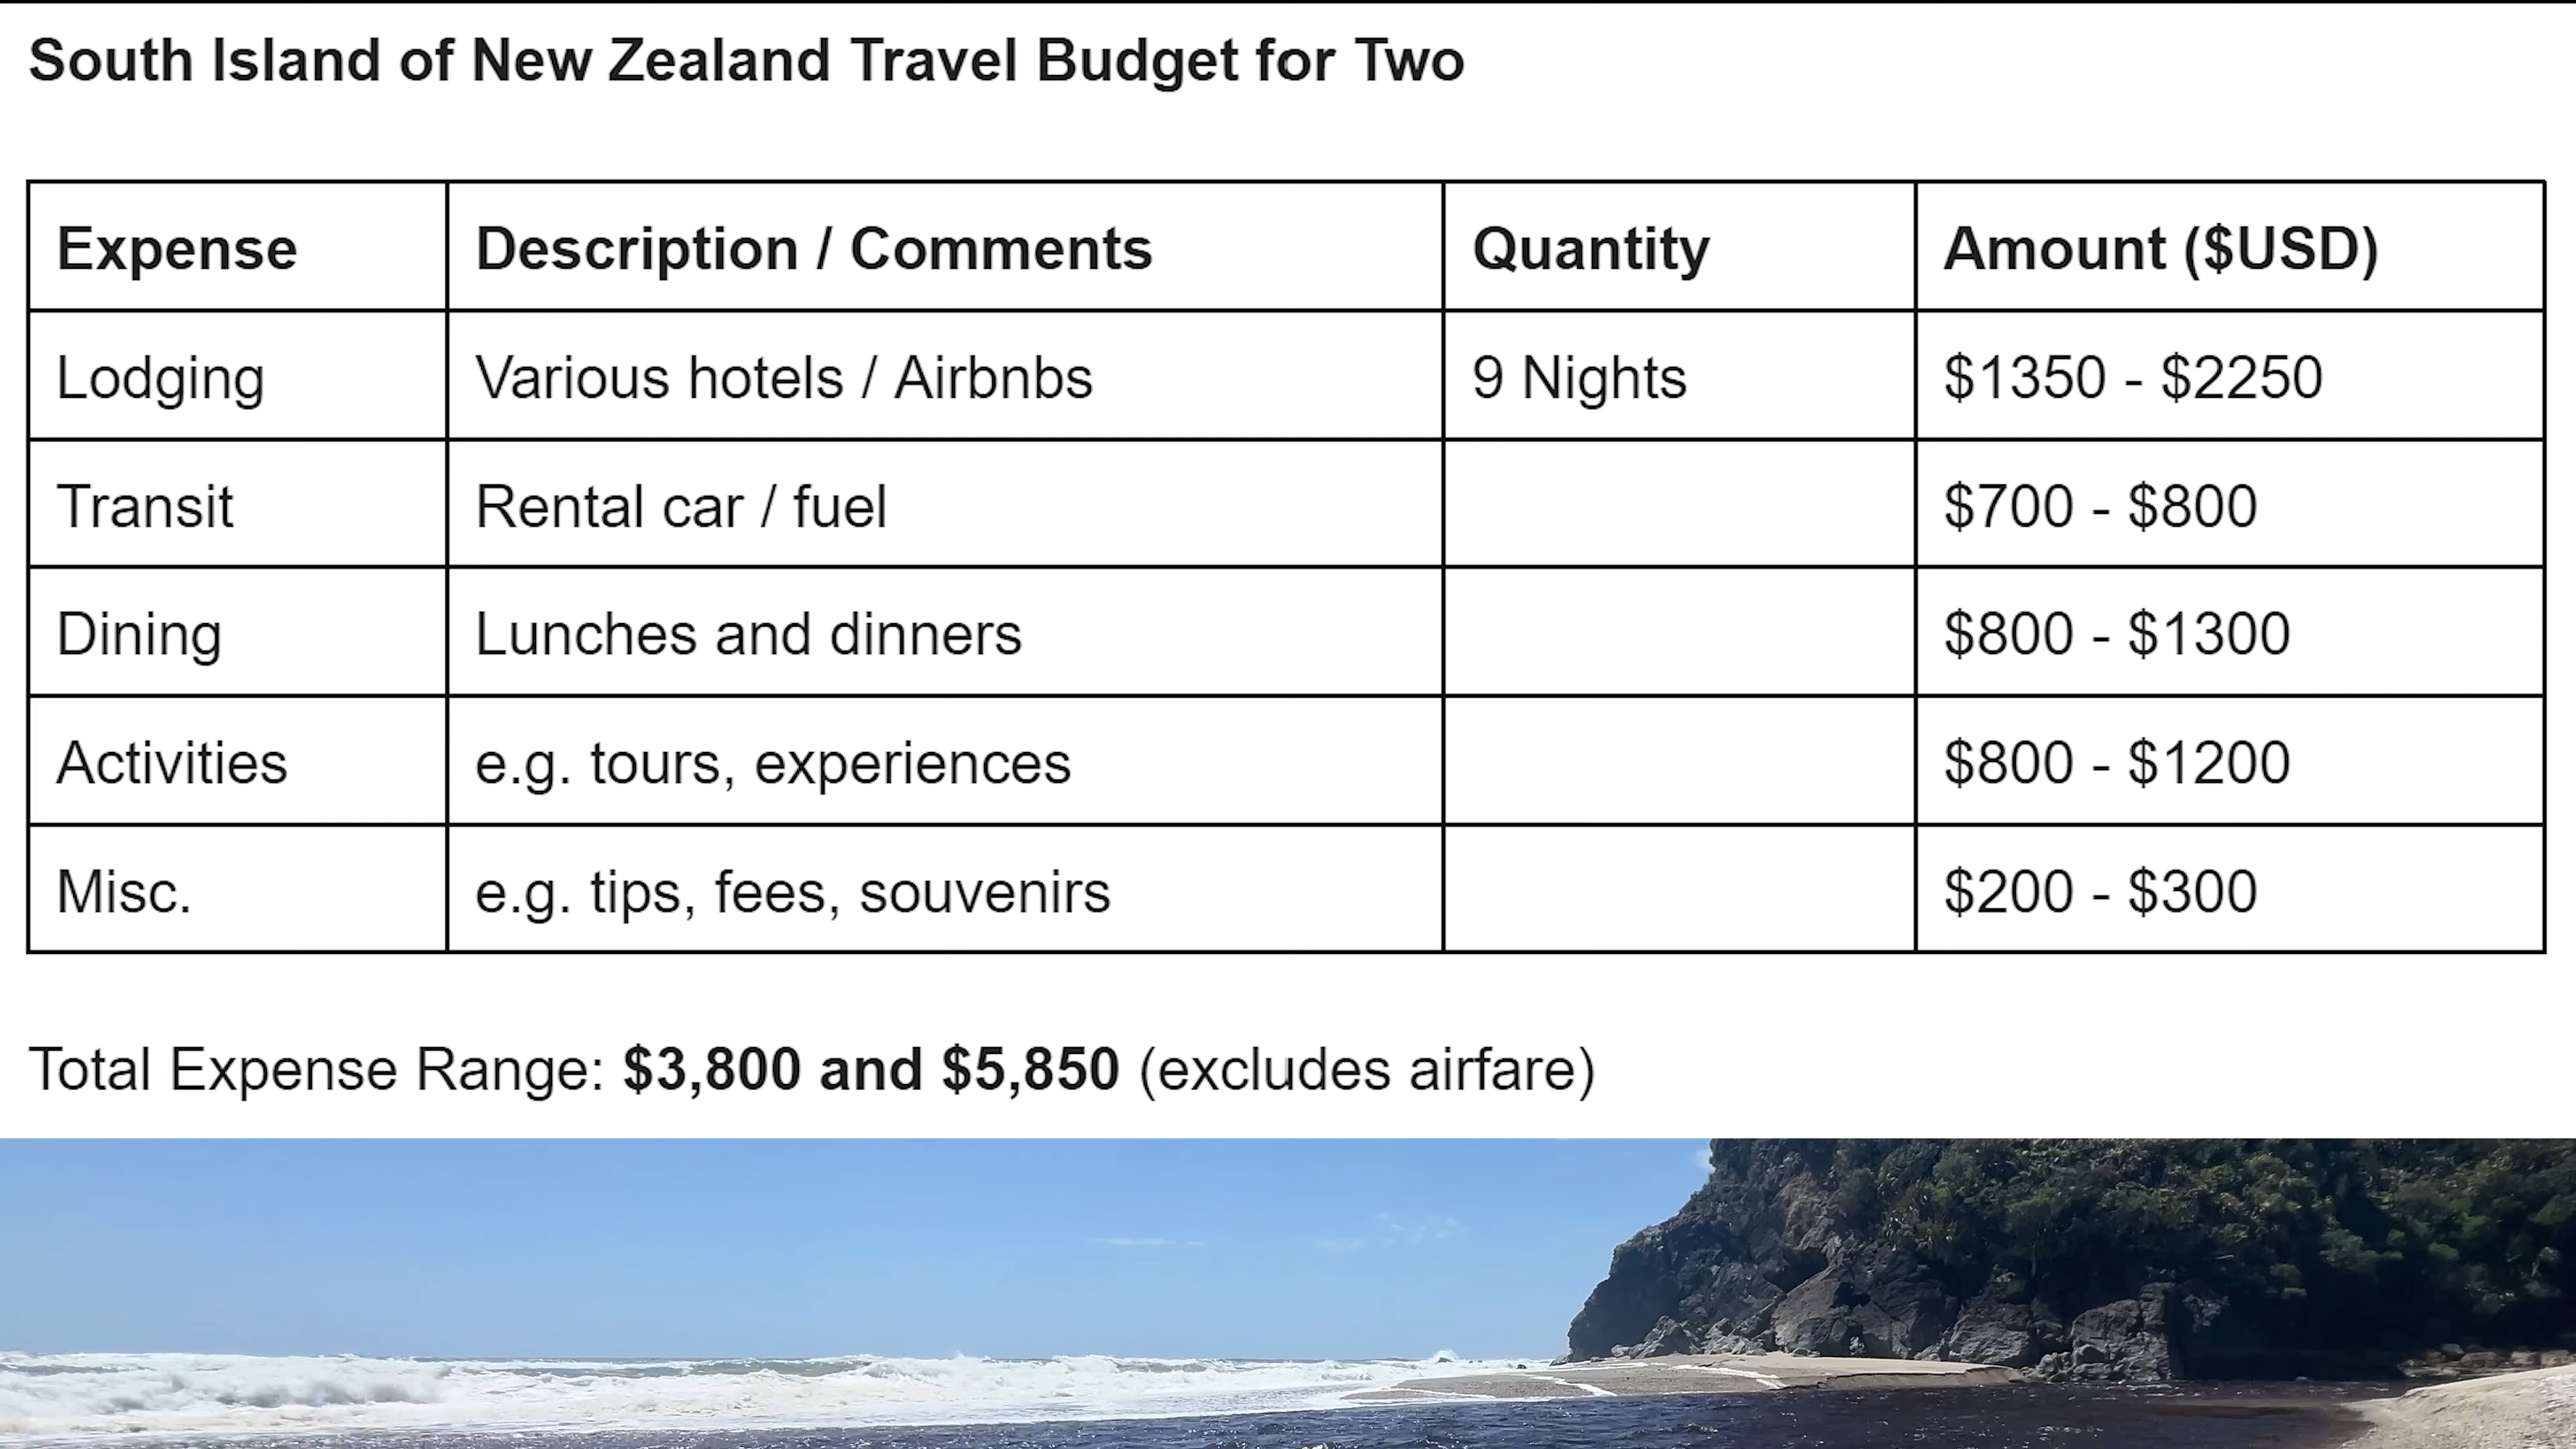 South Island of New Zealand Travel Budget for Two
Expense Description / Comments Quantity Amount ($USD)
Lodging Various hotels / Airbnbs 9 Nights $1350 - $2250
Transit Rental car / fuel $700 - $800
Dining Lunches and dinners $800 - $1300
Activities e.g. tours, experiences $800 - $1200
Misc. e.g. tips, fees, souvenirs $200 - $300
Total Expense Range: $3,800 and $5,850 (excludes airfare)